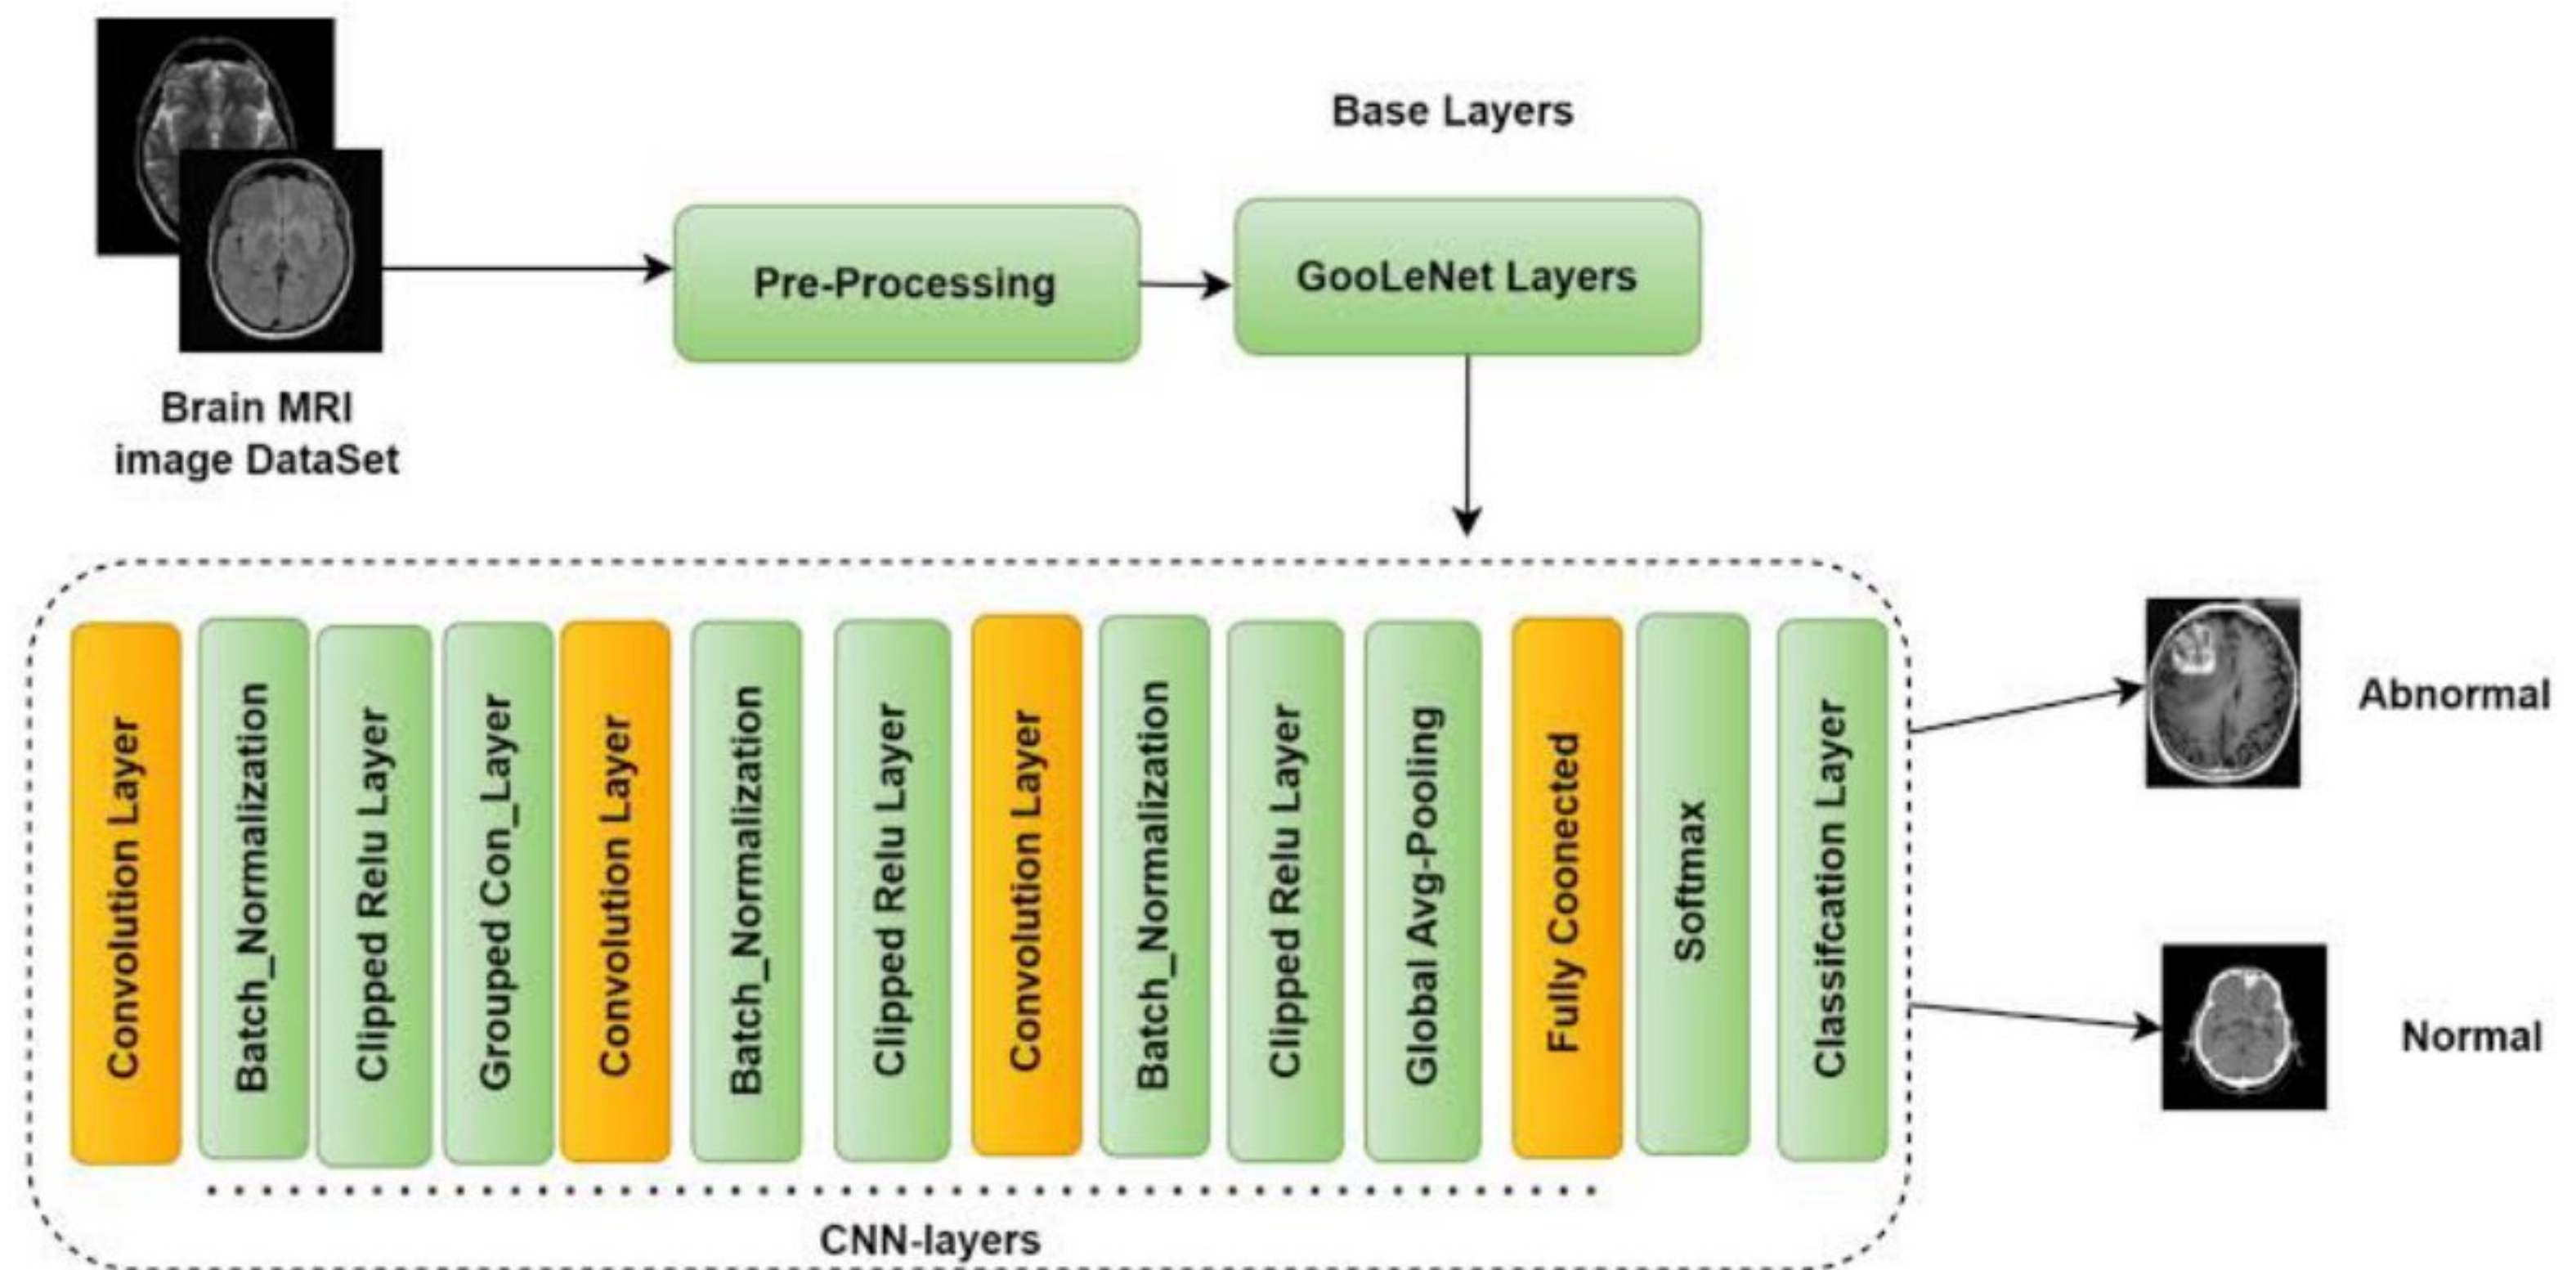 Base Layers
Pre-Processing
GooLeNet Layers
Brain MRI
image DataSet
Convolution Layer
Batch_Normalization
Clipped Relu Layer
Grouped Con_Layer
Convolution Layer
Batch_Normalization
Clipped Relu Layer
Convolution Layer
Batch_Normalization
Clipped Relu Layer
Global Avg-Pooling
Fully Coonected
Softmax
Classifcation Layer
CNN-layers
Abnormal
Normal